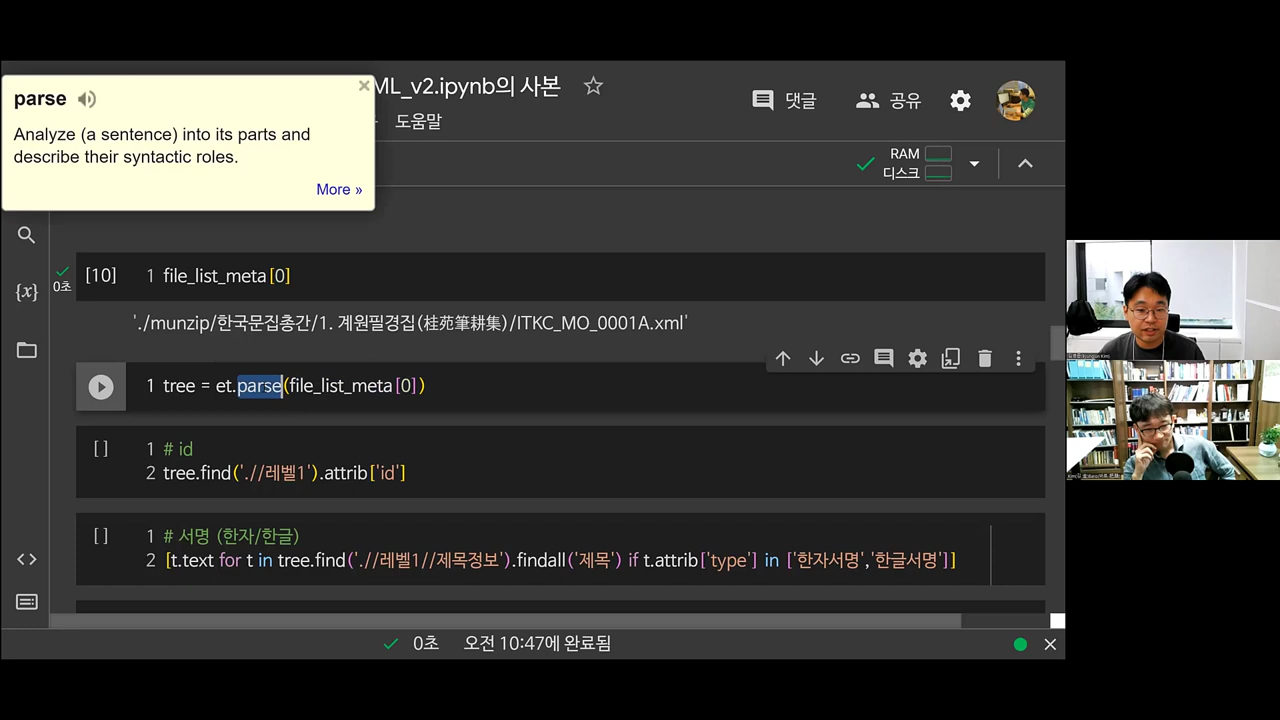 parse
Analyze (a sentence) into its parts and
describe their syntactic roles.
More »
ML_v2.ipynb의 사본
도움말
댓글
공유
RAM
디스크
{x}
0초
[10]
1 file_list_meta[0]
'./munzip/한국문집총간/1. 계원필경집(桂苑筆耕集)/ITKC_MO_0001A.xml'
1 tree = et.parse(file_list_meta[0])
[ ]
1 # id
2 tree.find('.//레벨1').attrib['id']
[ ]
1 # 서명 (한자/한글)
2 [t.text for t in tree.find('.//레벨1//제목정보').findall('제목') if t.attrib['type'] in ['한자서명','한글서명']]
0초 오전 10:47에 완료됨